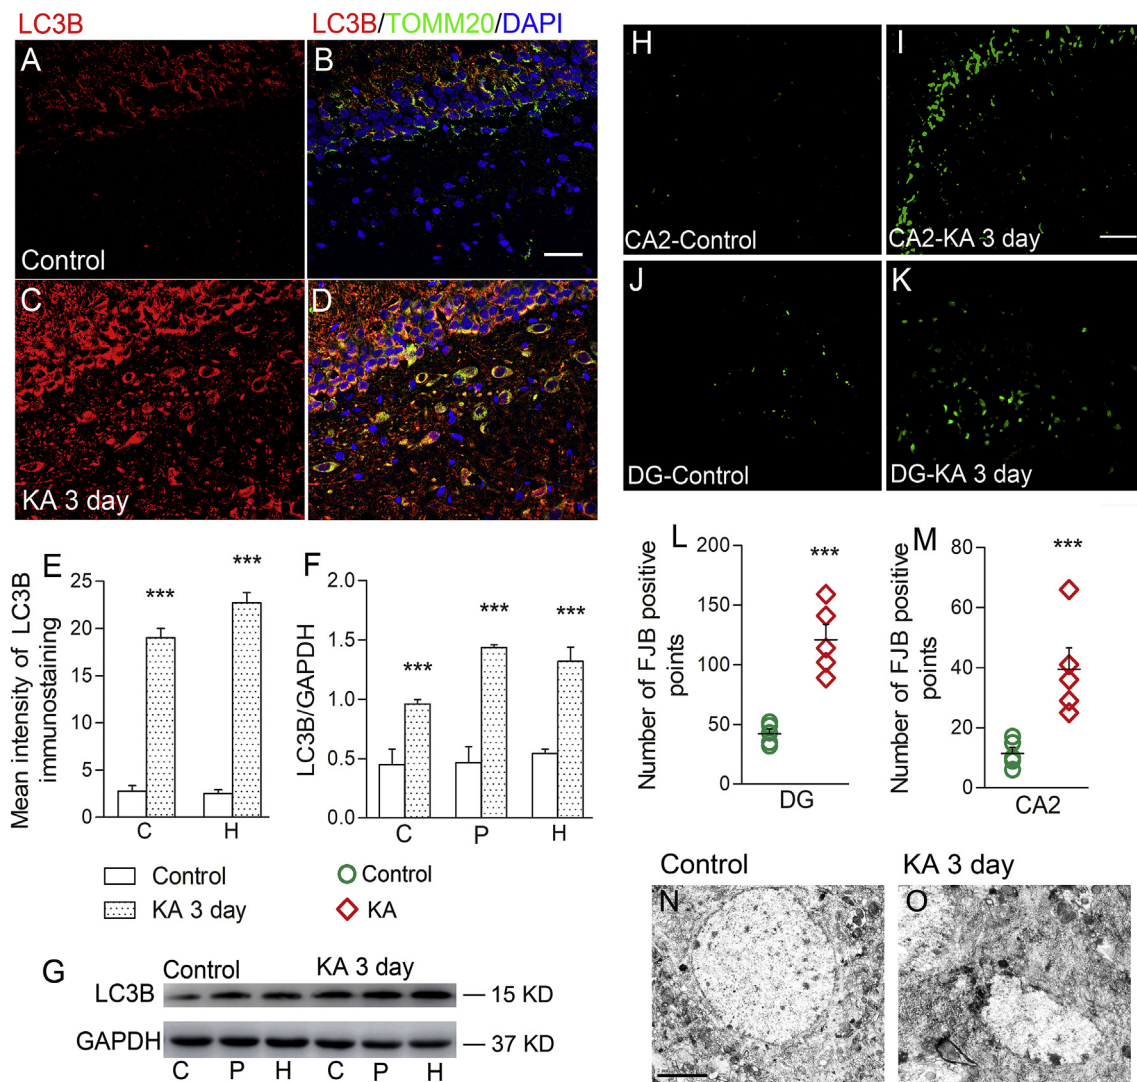 LC3B
LC3B/TOMM20/DAPI
A
B
Control
C
D
KA 3 day
H
I
CA2-Control
CA2-KA 3 day
J
K
DG-Control
DG-KA 3 day
E
Mean intensity of LC3B
immunostaining
25
20
15
10
5
0
***
***
C
H
F
LC3B/GAPDH
2.0
1.5
1.0
0.5
0.0
***
***
***
C
P
H
Control
KA 3 day
Control
KA
L
Number of FJB positive
points
200
150
100
50
0
***
DG
M
Number of FJB positive
points
80
60
40
20
0
***
CA2
G
Control
KA 3 day
LC3B
15 KD
GAPDH
37 KD
C P H C P H
Control
KA 3 day
N
O